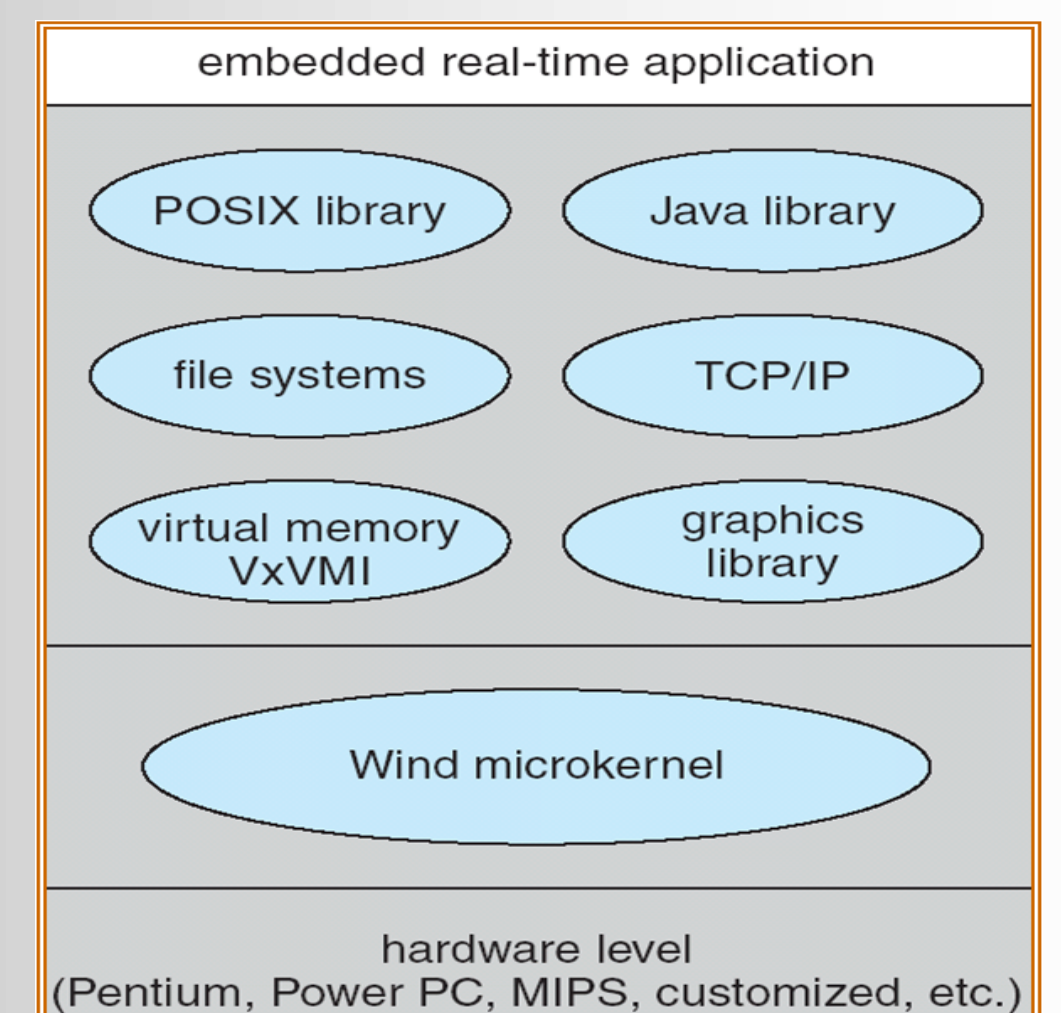 embedded real-time application
POSIX library
Java library
file systems
TCP/IP
virtual memory
VxVMI
graphics
library
Wind microkernel
hardware level
(Pentium, Power PC, MIPS, customized, etc.)